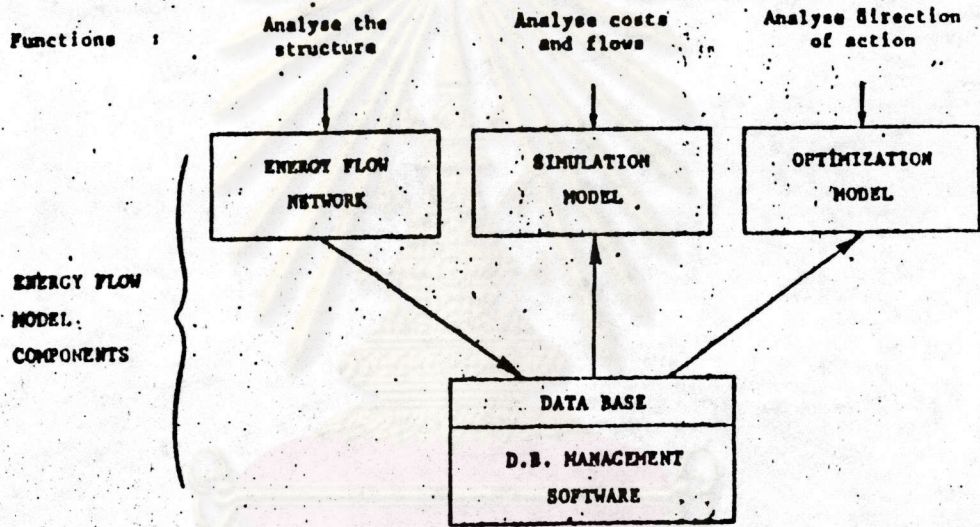 Functions :
Analyse the
structure
Analyse costs
and flows
Analyse direction
of action
ENERGY FLOW
NETWORK
SIMULATION
MODEL
OPTIMIZATION
MODEL
ENERGY FLOW
MODEL
COMPONENTS
DATA BASE
D.B. MANAGEMENT
SOFTWARE